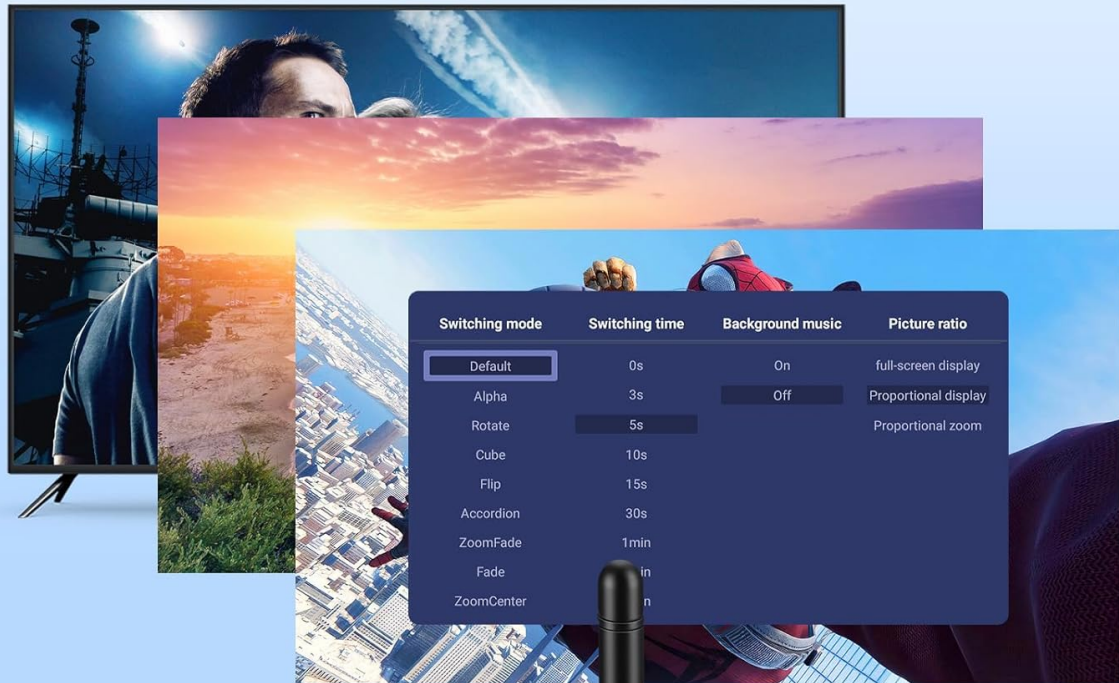 Switching mode Switching time Background music Picture ratio
Default 0s On full-screen display
Alpha 3s Off Proportional display
Rotate 5s Proportional zoom
Cube 10s
Flip 15s
Accordion 30s
ZoomFade 1min
Fade
ZoomCenter